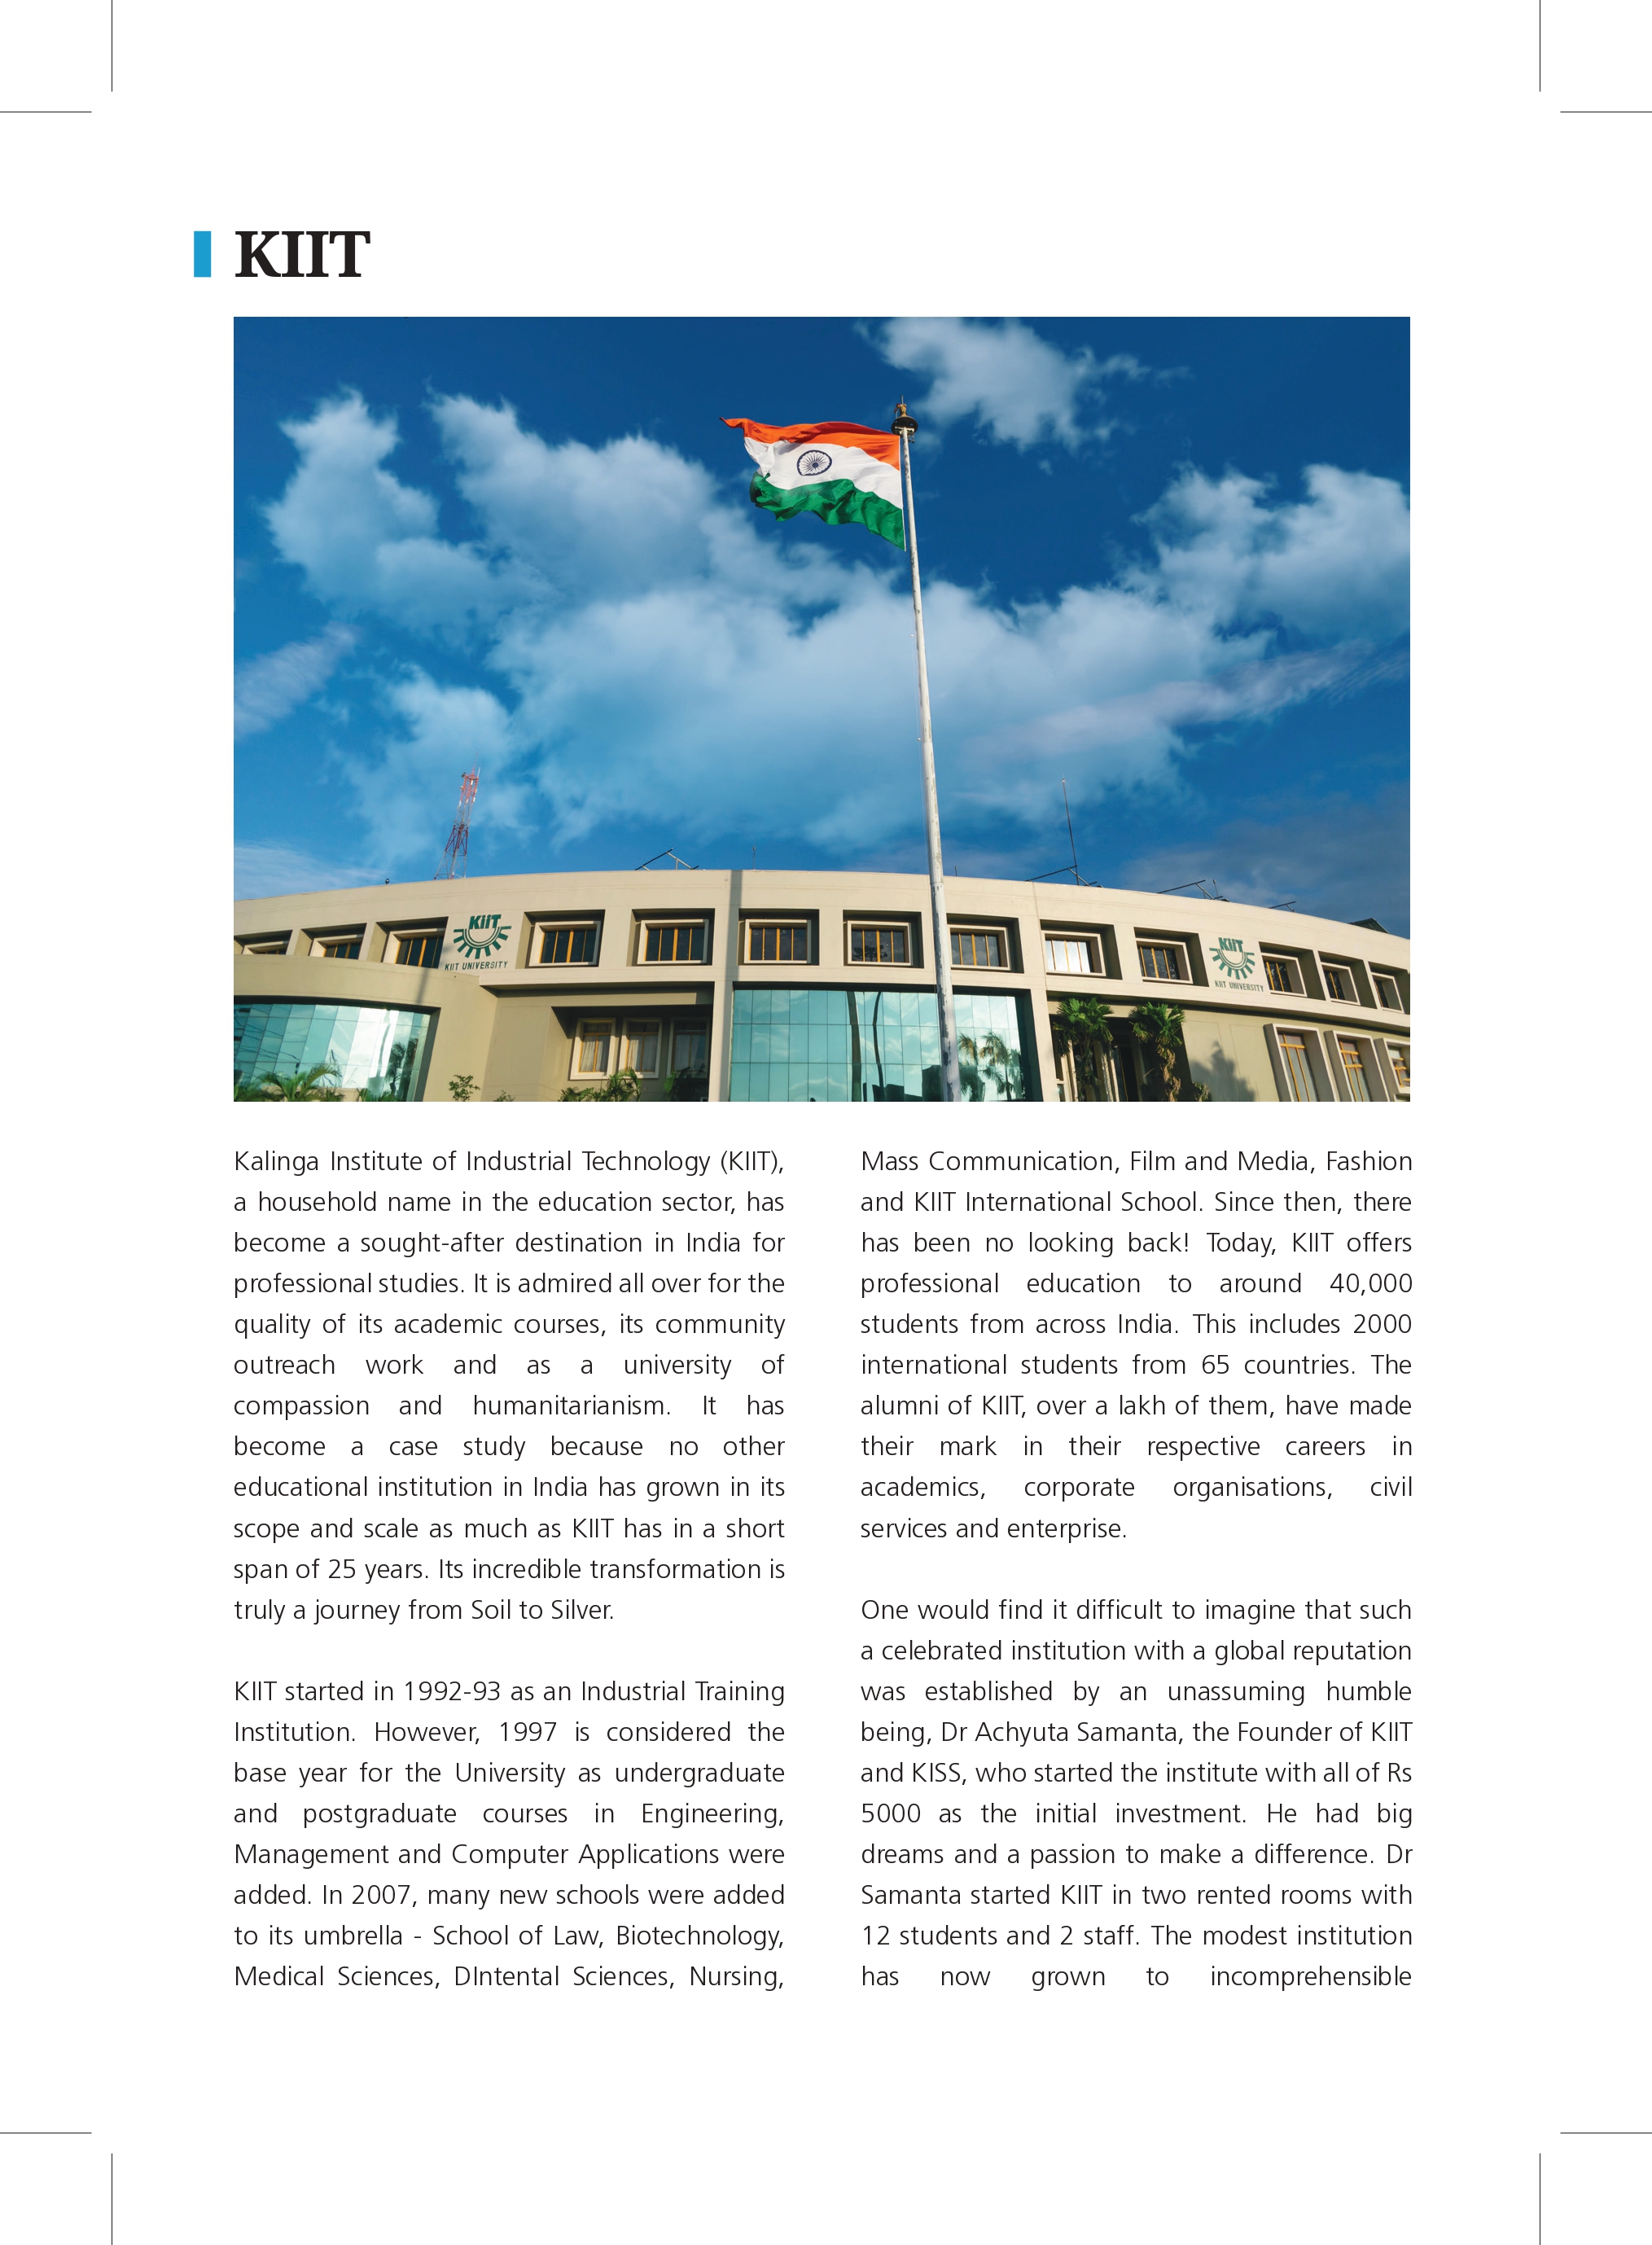 KIIT
KiiT
KIIT UNIVERSITY
KiiT
KIIT UNIVERSITY
Kalinga Institute of Industrial Technology (KIIT),
a household name in the education sector, has
become a sought-after destination in India for
professional studies. It is admired all over for the
quality of its academic courses, its community
outreach work and as a university of
compassion and humanitarianism. It has
become a case study because no other
educational institution in India has grown in its
scope and scale as much as KIIT has in a short
span of 25 years. Its incredible transformation is
truly a journey from Soil to Silver.
KIIT started in 1992-93 as an Industrial Training
Institution. However, 1997 is considered the
base year for the University as undergraduate
and postgraduate courses in Engineering,
Management and Computer Applications were
added. In 2007, many new schools were added
to its umbrella - School of Law, Biotechnology,
Medical Sciences, DIntental Sciences, Nursing,
Mass Communication, Film and Media, Fashion
and KIIT International School. Since then, there
has been no looking back! Today, KIIT offers
professional education to around 40,000
students from across India. This includes 2000
international students from 65 countries. The
alumni of KIIT, over a lakh of them, have made
their mark in their respective careers in
academics, corporate organisations, civil
services and enterprise.
One would find it difficult to imagine that such
a celebrated institution with a global reputation
was established by an unassuming humble
being, Dr Achyuta Samanta, the Founder of KIIT
and KISS, who started the institute with all of Rs
5000 as the initial investment. He had big
dreams and a passion to make a difference. Dr
Samanta started KIIT in two rented rooms with
12 students and 2 staff. The modest institution
has now grown to incomprehensible